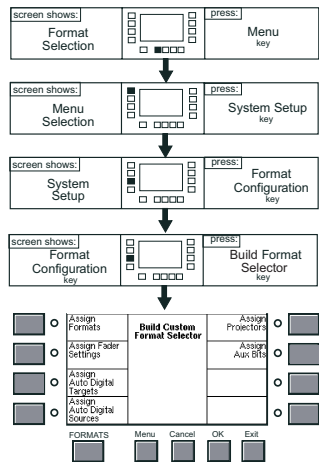 screen shows:
Format
Selection
press:
Menu
key
screen shows:
Menu
Selection
press:
System Setup
key
screen shows:
System
Setup
press:
Format
Configuration
key
screen shows:
Format
Configuration
key
press:
Build Format
Selector
key
Assign
Formats
Build Custom
Format Selector
Assign
Projectors
Assign Fader
Settings
Assign
Aux Bits
Assign
Auto Digital
Targets
Assign
Auto Digital
Sources
FORMATS
Menu
Cancel
OK
Exit